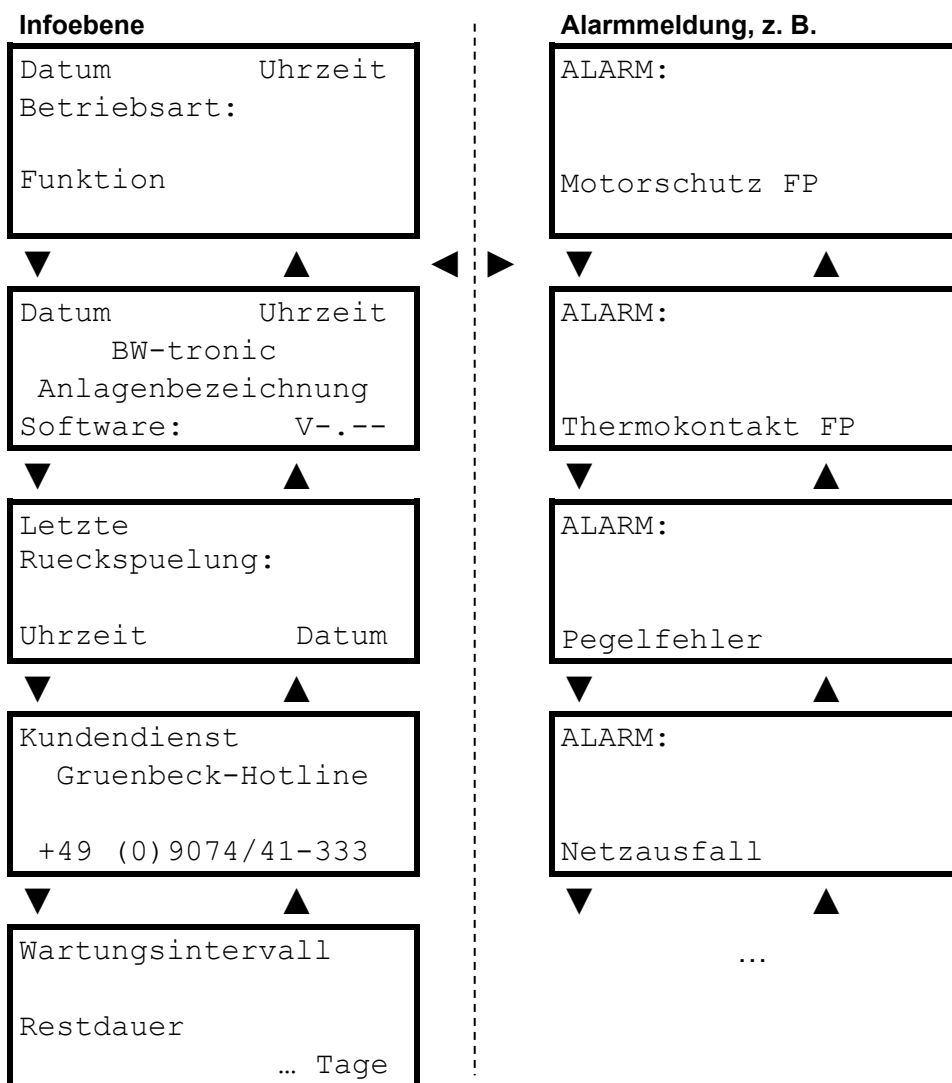 Infoebene
Datum Uhrzeit
Betriebsart:
Funktion
▼ ▲
Datum Uhrzeit
BW-tronic
Anlagenbezeichnung
Software: V-.--
▼ ▲
Letzte
Rueckspuelung:
Uhrzeit Datum
▼ ▲
Kundendienst
Gruenbeck-Hotline
+49 (0)9074/41-333
▼ ▲
Wartungsintervall
Restdauer
… Tage
◄ ►
Alarmmeldung, z. B.
ALARM:
Motorschutz FP
▼ ▲
ALARM:
Thermokontakt FP
▼ ▲
ALARM:
Pegelfehler
▼ ▲
ALARM:
Netzausfall
▼ ▲
…